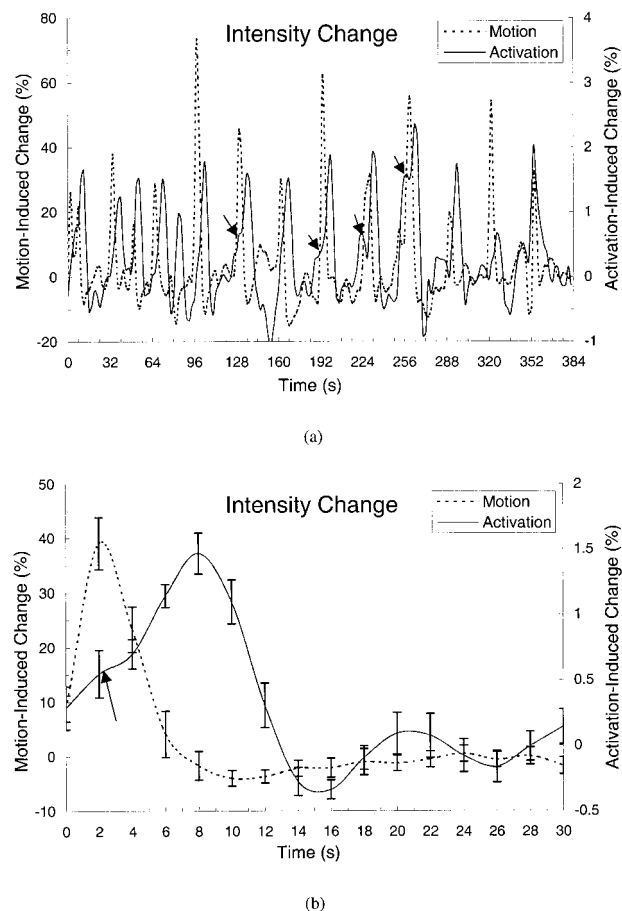 Intensity Change
Motion
Activation
Motion-Induced Change (%)
80
60
40
20
0
-20
Activation-Induced Change (%)
4
3
2
1
0
-1
0 32 64 96 128 160 192 224 256 288 320 352 384
Time (s)
(a)
Intensity Change
Motion
Activation
Motion-Induced Change (%)
50
40
30
20
10
0
-10
Activation-Induced Change (%)
2
1.5
1
0.5
0
-0.5
0 2 4 6 8 10 12 14 16 18 20 22 24 26 28 30
Time (s)
(b)